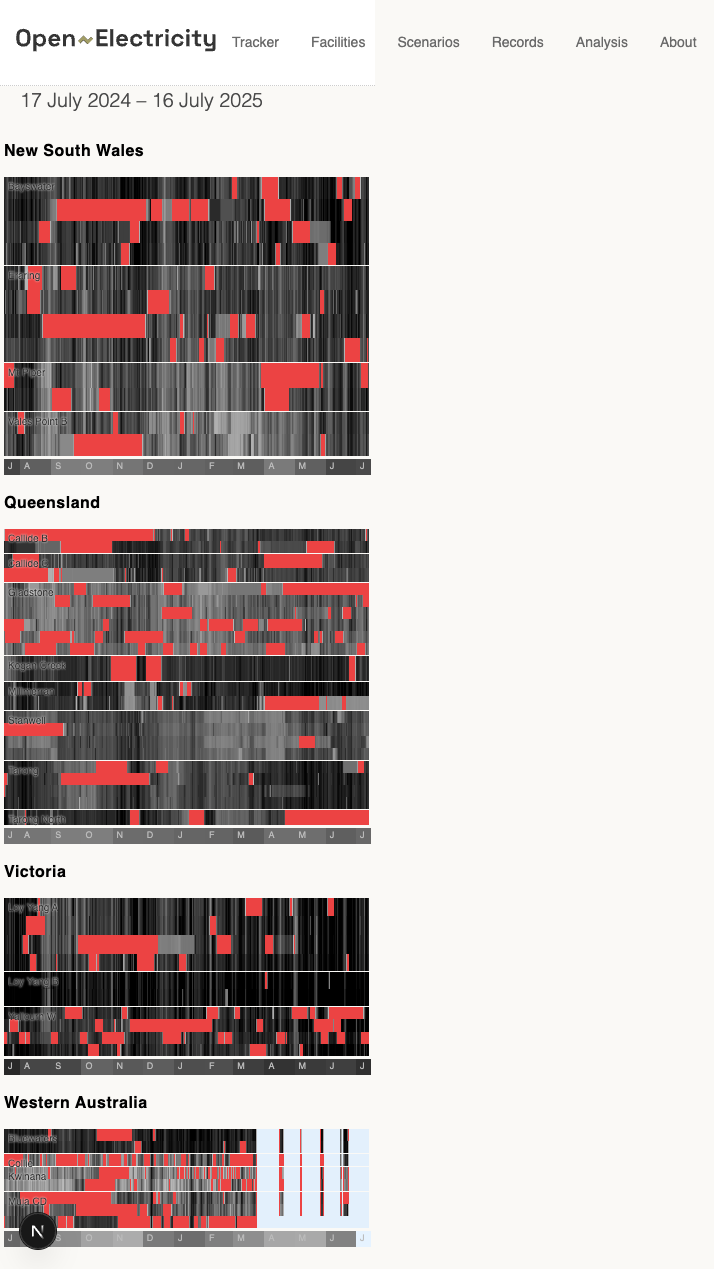 Open Electricity Tracker Facilities Scenarios Records Analysis About
17 July 2024 – 16 July 2025
New South Wales
Bayswater
Eraring
Mt Piper
Vales Point B
J A S O N D J F M A M J J
Queensland
Callide B
Callide C
Gladstone
Kogan Creek
Millmerran
Stanwell
Tarong
Tarong North
J A S O N D J F M A M J J
Victoria
Loy Yang A
Loy Yang B
Yallourn W
J A S O N D J F M A M J J
Western Australia
Bluewaters
Collie
Kwinana
Muja CD
N
J S O N D J F M A M J J